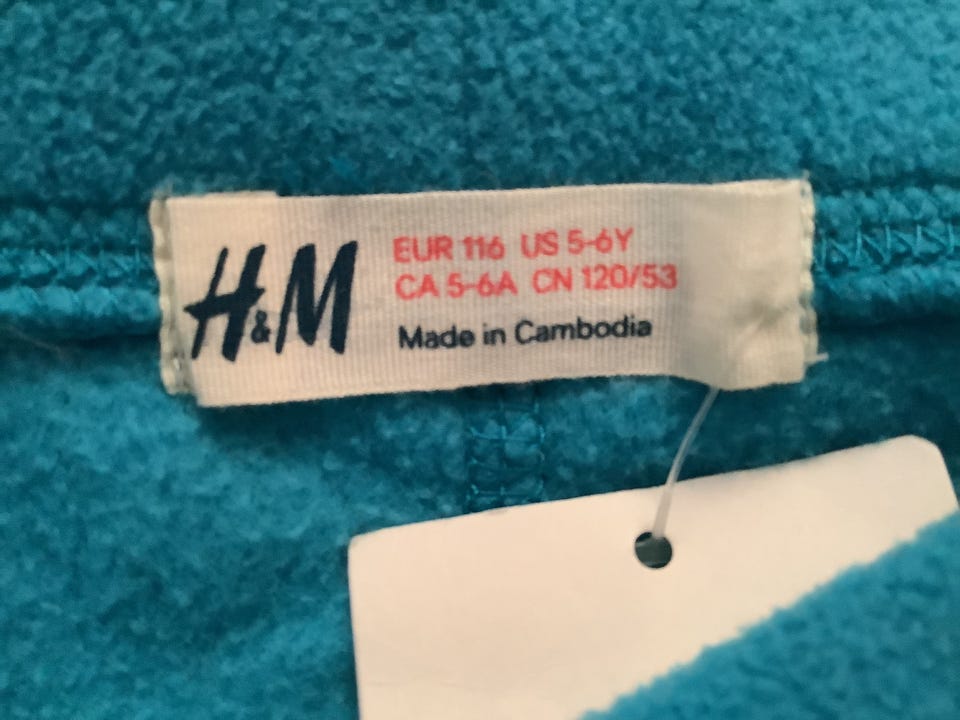 H&M
EUR 116 US 5-6Y
CA 5-6A CN 120/53
Made in Cambodia